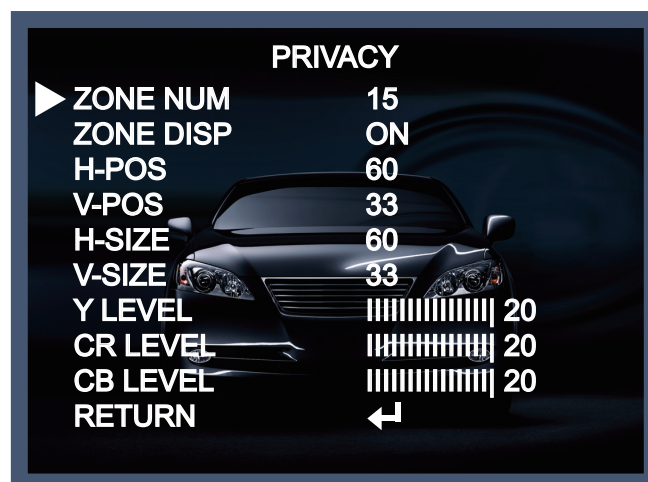 PRIVACY
ZONE NUM 15
ZONE DISP ON
H-POS 60
V-POS 33
H-SIZE 60
V-SIZE 33
Y LEVEL 20
CR LEVEL 20
CB LEVEL 20
RETURN